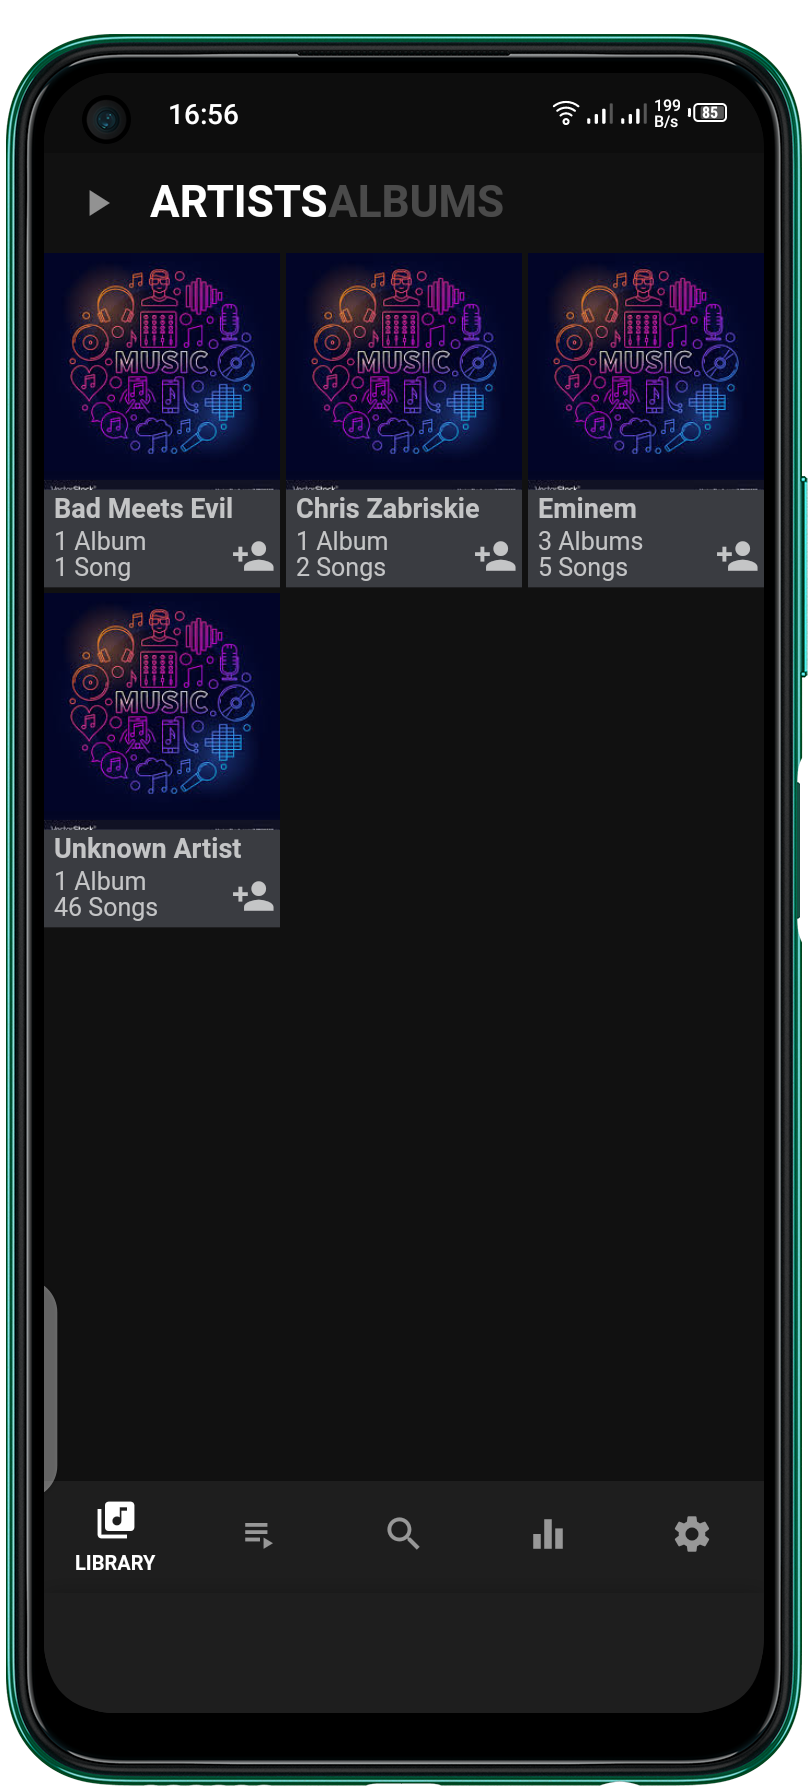 16:56
199
B/s
85
ARTISTS ALBUMS
MUSIC
MUSIC
MUSIC
Bad Meets Evil
1 Album
1 Song
Chris Zabriskie
1 Album
2 Songs
Eminem
3 Albums
5 Songs
MUSIC
Unknown Artist
1 Album
46 Songs
LIBRARY